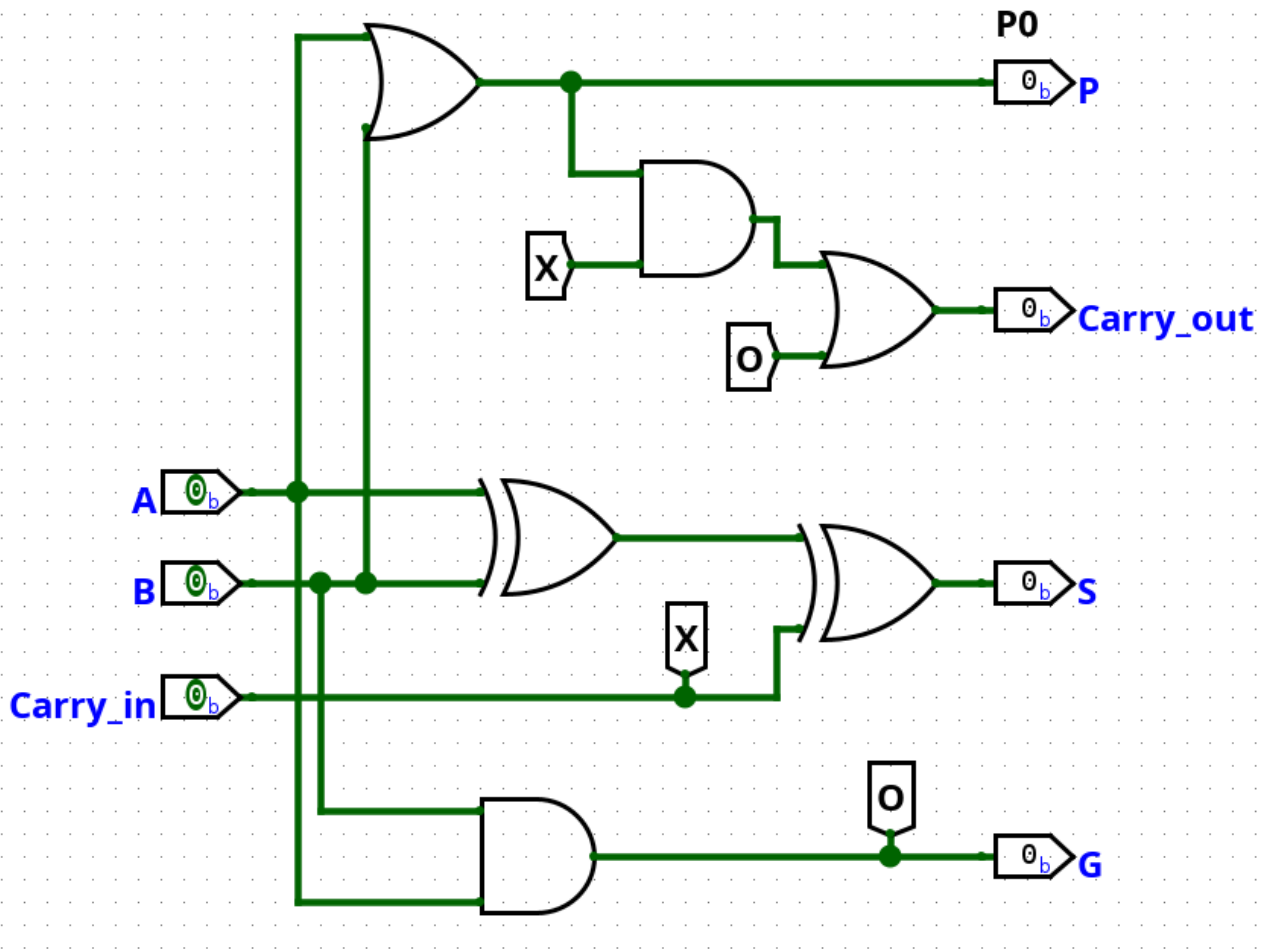 P0
0b P
X
0b Carry_out
O
A 0b
B 0b
0b S
X
Carry_in 0b
O
0b G